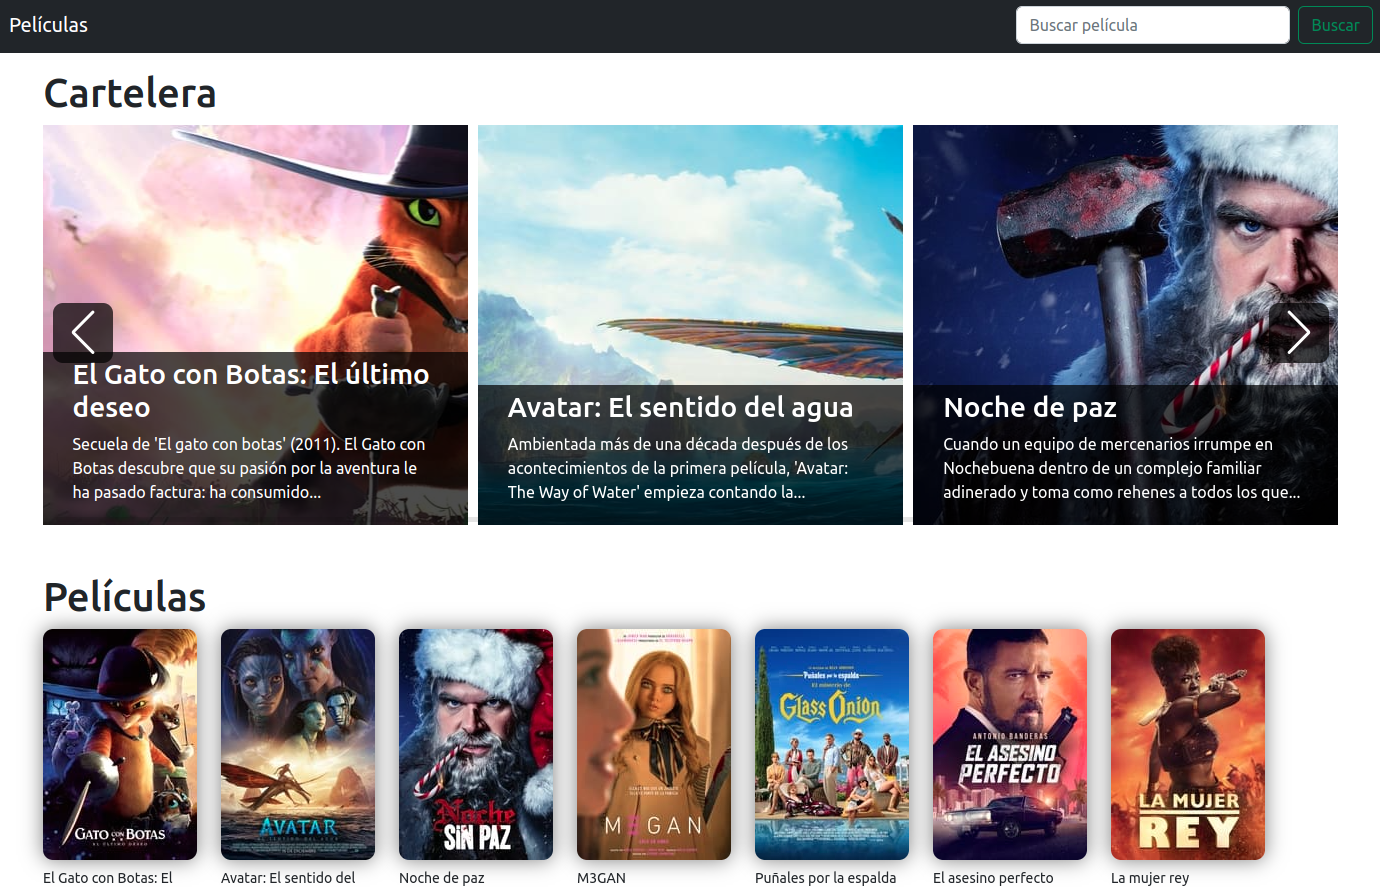 Películas
Buscar película
Buscar
Cartelera
El Gato con Botas: El último
deseo
Secuela de 'El gato con botas' (2011). El Gato con
Botas descubre que su pasión por la aventura le
ha pasado factura: ha consumido...
Avatar: El sentido del agua
Ambientada más de una década después de los
acontecimientos de la primera película, 'Avatar:
The Way of Water' empieza contando la...
Noche de paz
Cuando un equipo de mercenarios irrumpe en
Nochebuena dentro de un complejo familiar
adinerado y toma como rehenes a todos los que...
Películas
GATO CON BOTAS
EL ÚLTIMO DESEO
AVATAR
EL SENTIDO DEL AGUA
Noche
SIN PAZ
M3GAN
Puñales por la espalda
El misterio de
Glass Onion
ANTONIO BANDERAS
EL ASESINO
PERFECTO
LA MUJER
REY
El Gato con Botas: El
Avatar: El sentido del
Noche de paz
M3GAN
Puñales por la espalda
El asesino perfecto
La mujer rey